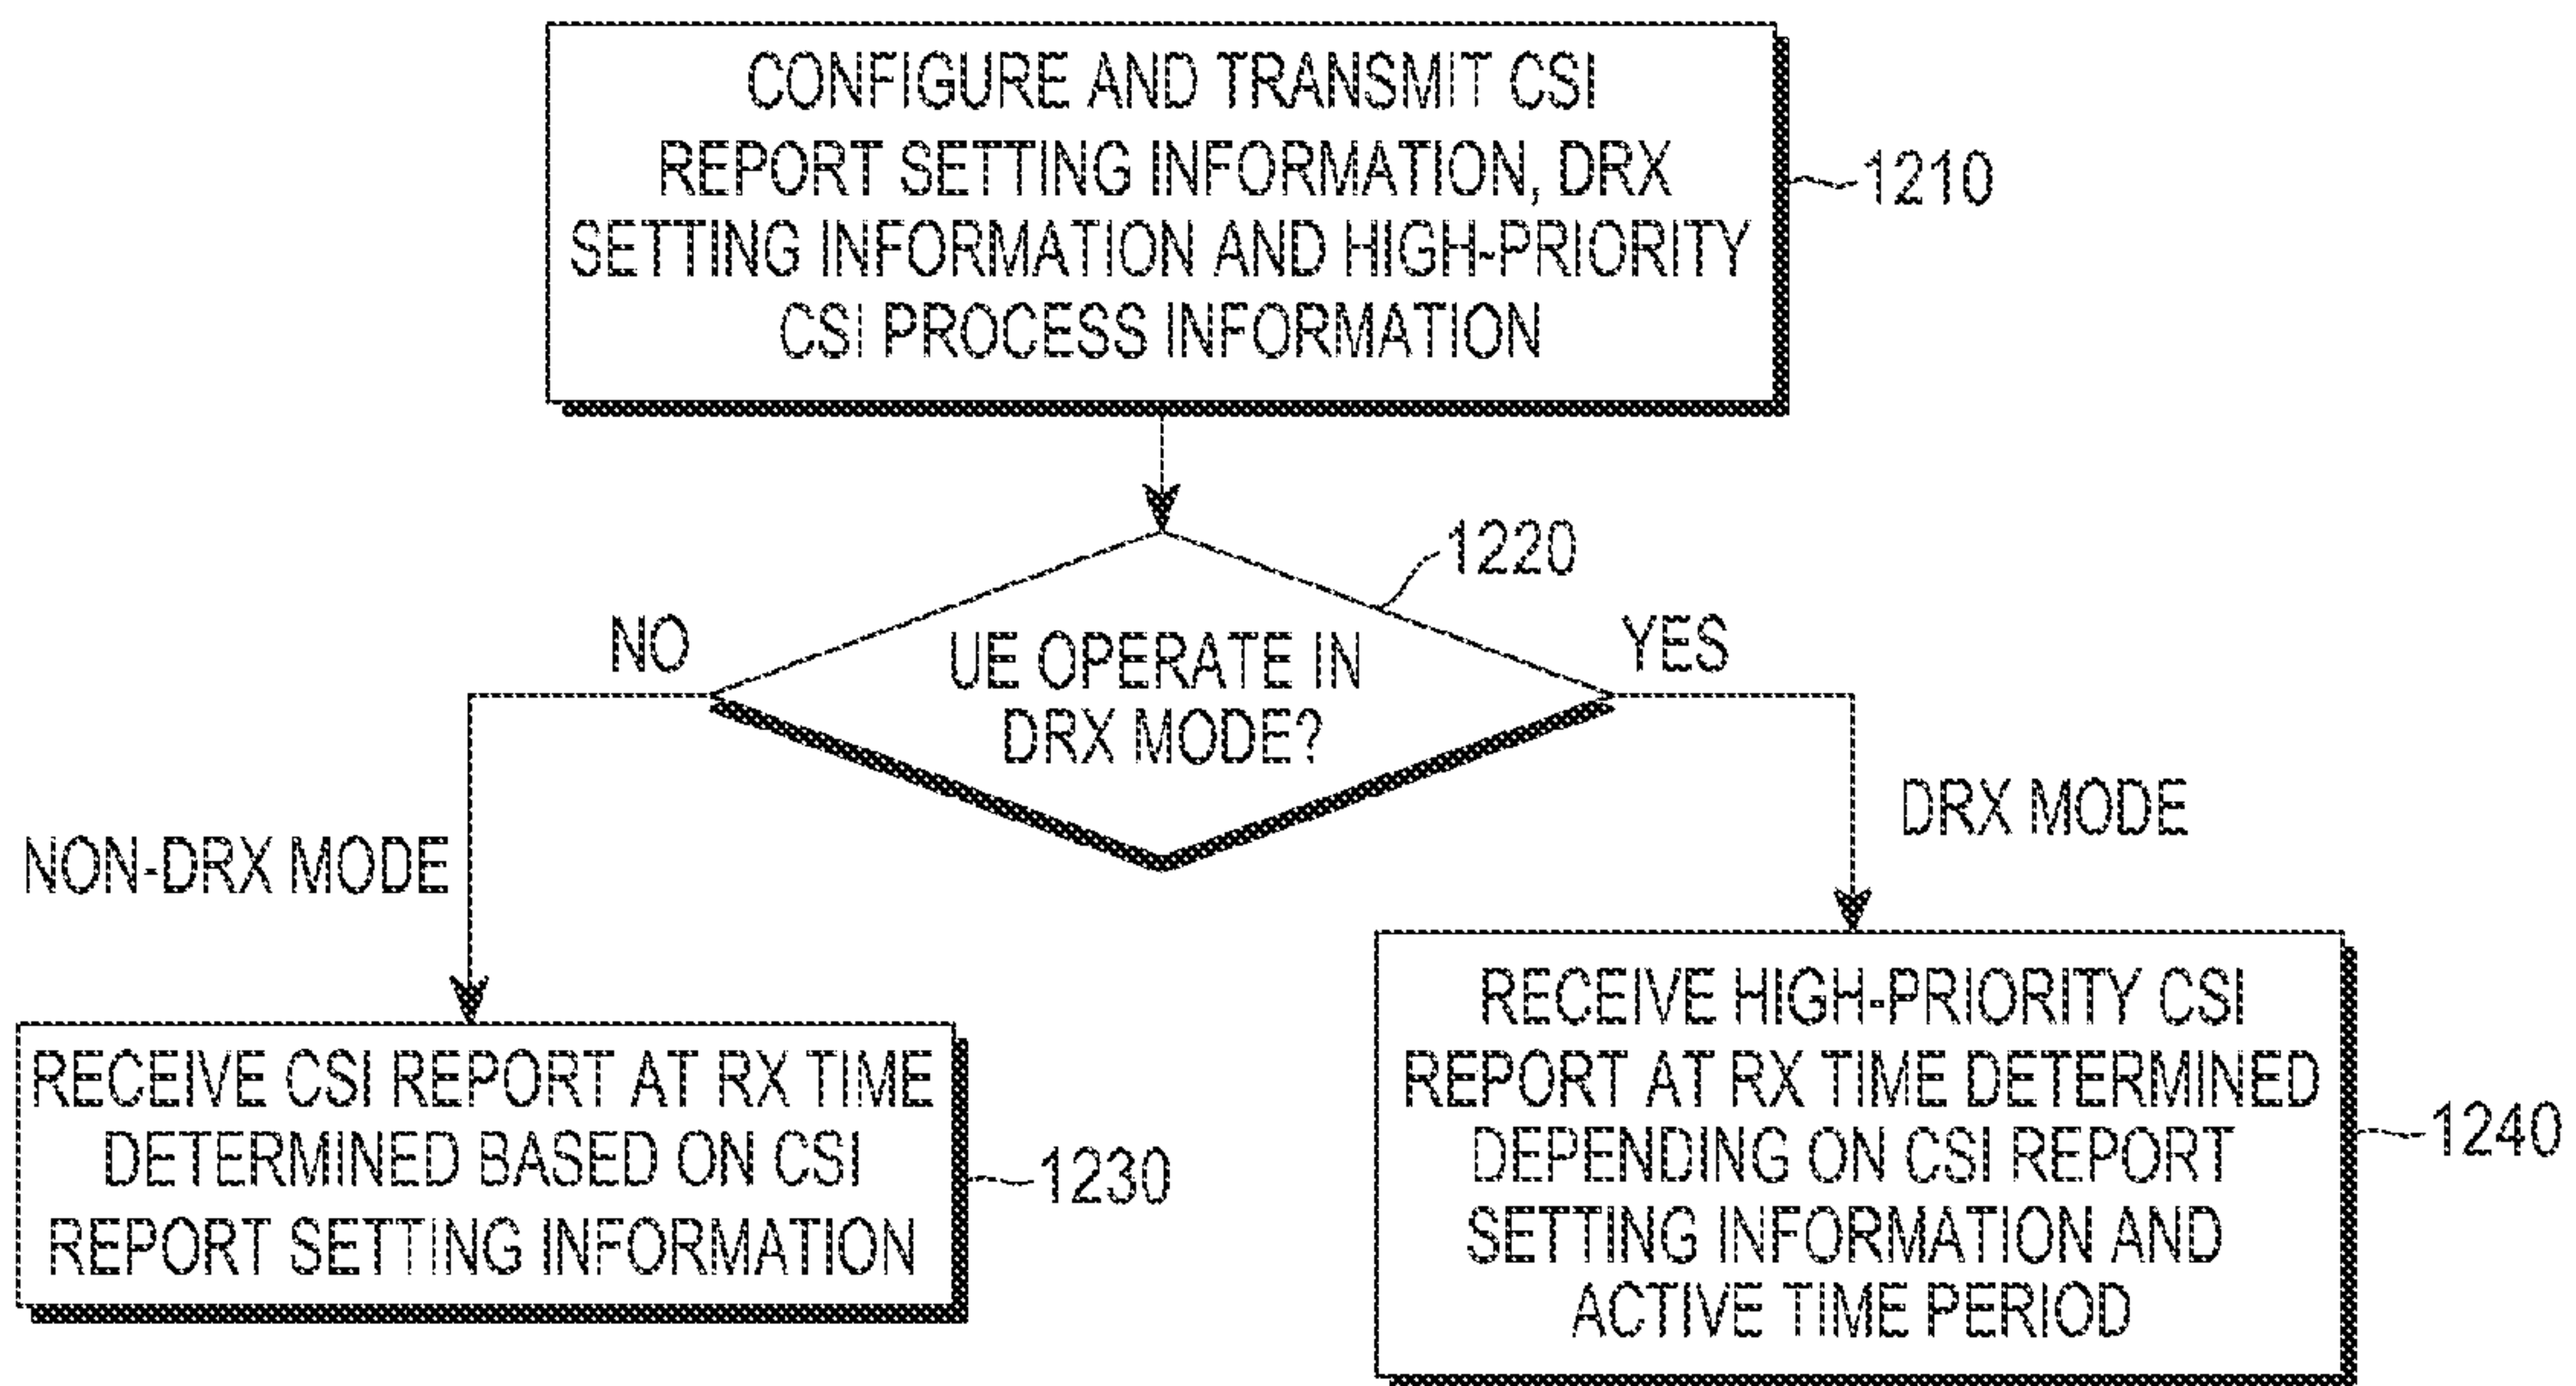 CONFIGURE AND TRANSMIT CSI
REPORT SETTING INFORMATION, DRX
SETTING INFORMATION AND HIGH-PRIORITY
CSI PROCESS INFORMATION
1210
1220
NO
YES
UE OPERATE IN
DRX MODE?
NON-DRX MODE
DRX MODE
RECEIVE CSI REPORT AT RX TIME
DETERMINED BASED ON CSI
REPORT SETTING INFORMATION
1230
RECEIVE HIGH-PRIORITY CSI
REPORT AT RX TIME DETERMINED
DEPENDING ON CSI REPORT
SETTING INFORMATION AND
ACTIVE TIME PERIOD
1240